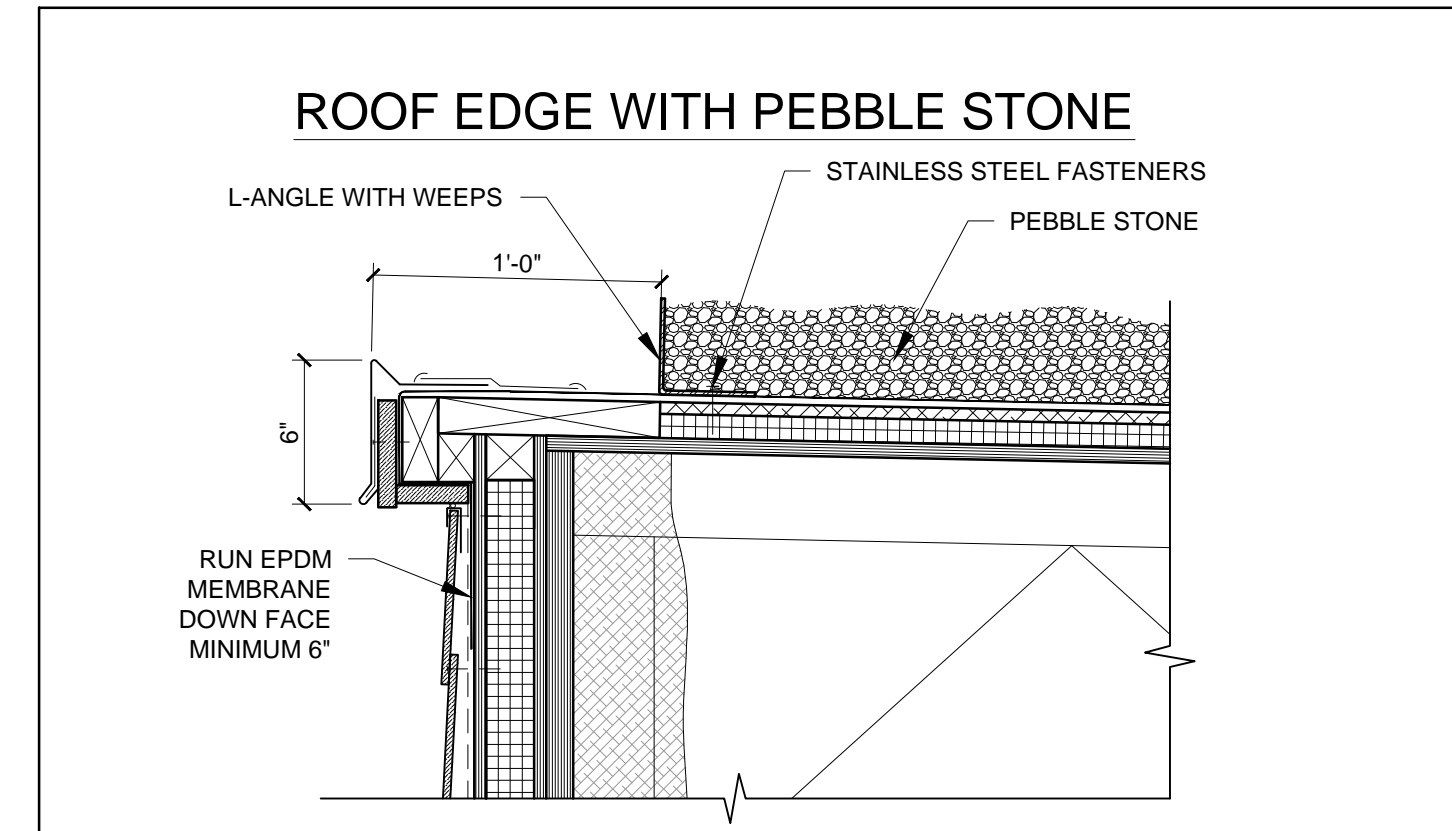 ROOF EDGE WITH PEBBLE STONE
STAINLESS STEEL FASTENERS
L-ANGLE WITH WEEPS
PEBBLE STONE
1'-0"
6"
RUN EPDM
MEMBRANE
DOWN FACE
MINIMUM 6"